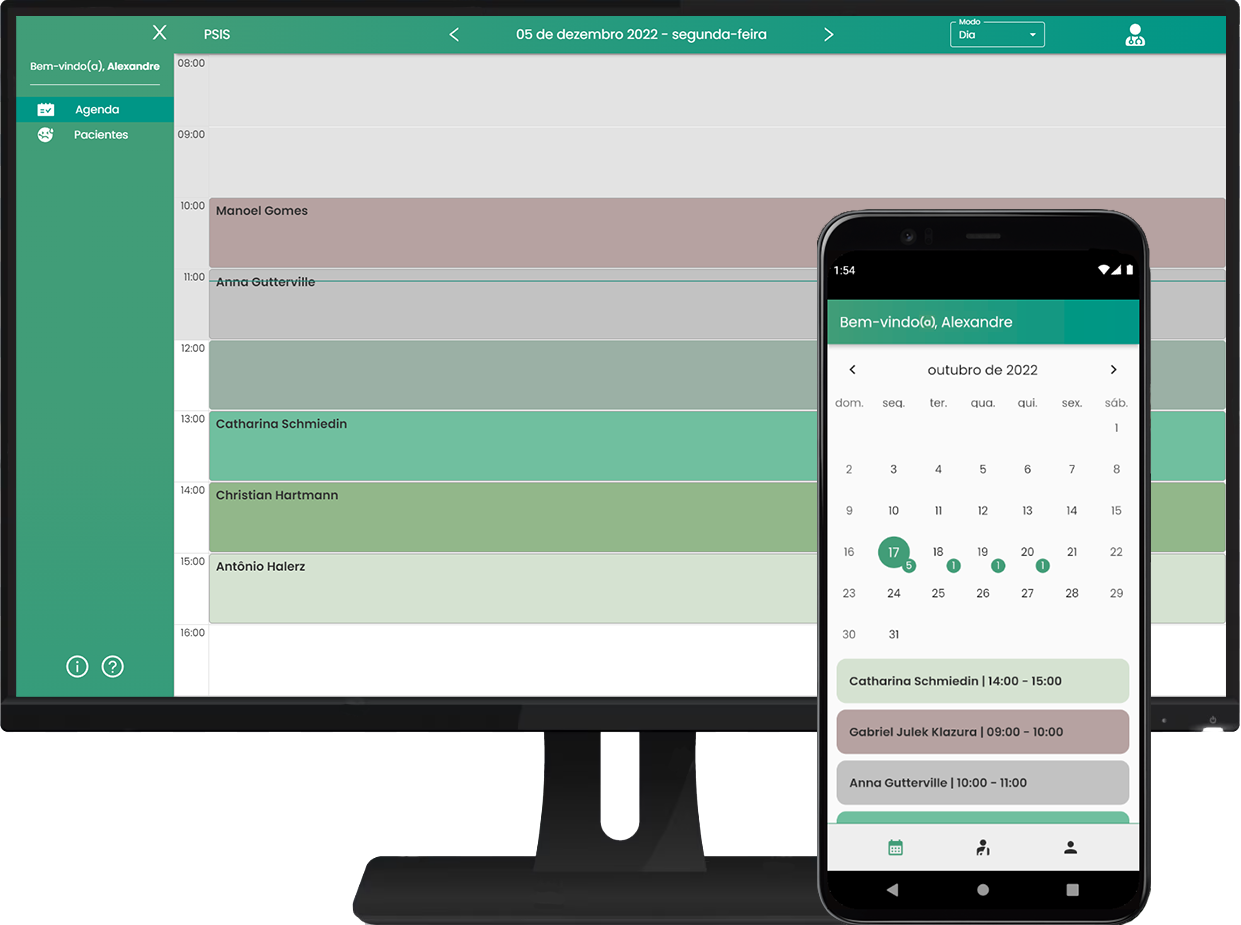 PSIS
05 de dezembro 2022 - segunda-feira
Modo
Dia
Bem-vindo(a), Alexandre
Agenda
Pacientes
08:00
09:00
10:00
Manoel Gomes
11:00
Anna Gutterville
12:00
13:00
Catharina Schmiedin
14:00
Christian Hartmann
15:00
Antônio Halerz
16:00
1:54
Bem-vindo(a), Alexandre
outubro de 2022
dom. seg. ter. qua. qui. sex. sáb.
1
2 3 4 5 6 7 8
9 10 11 12 13 14 15
16 17 18 19 20 21 22
5 1 1 1
23 24 25 26 27 28 29
30 31
Catharina Schmiedin | 14:00 - 15:00
Gabriel Julek Klazura | 09:00 - 10:00
Anna Gutterville | 10:00 - 11:00